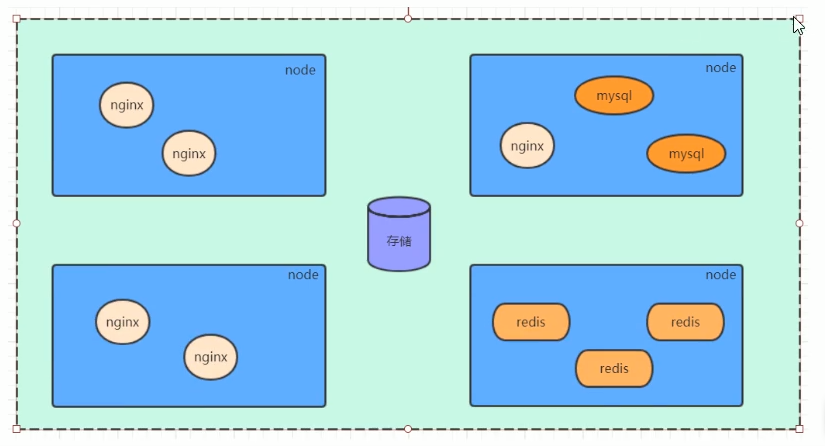 node
nginx
nginx
node
mysql
nginx
mysql
存储
node
nginx
nginx
node
redis
redis
redis